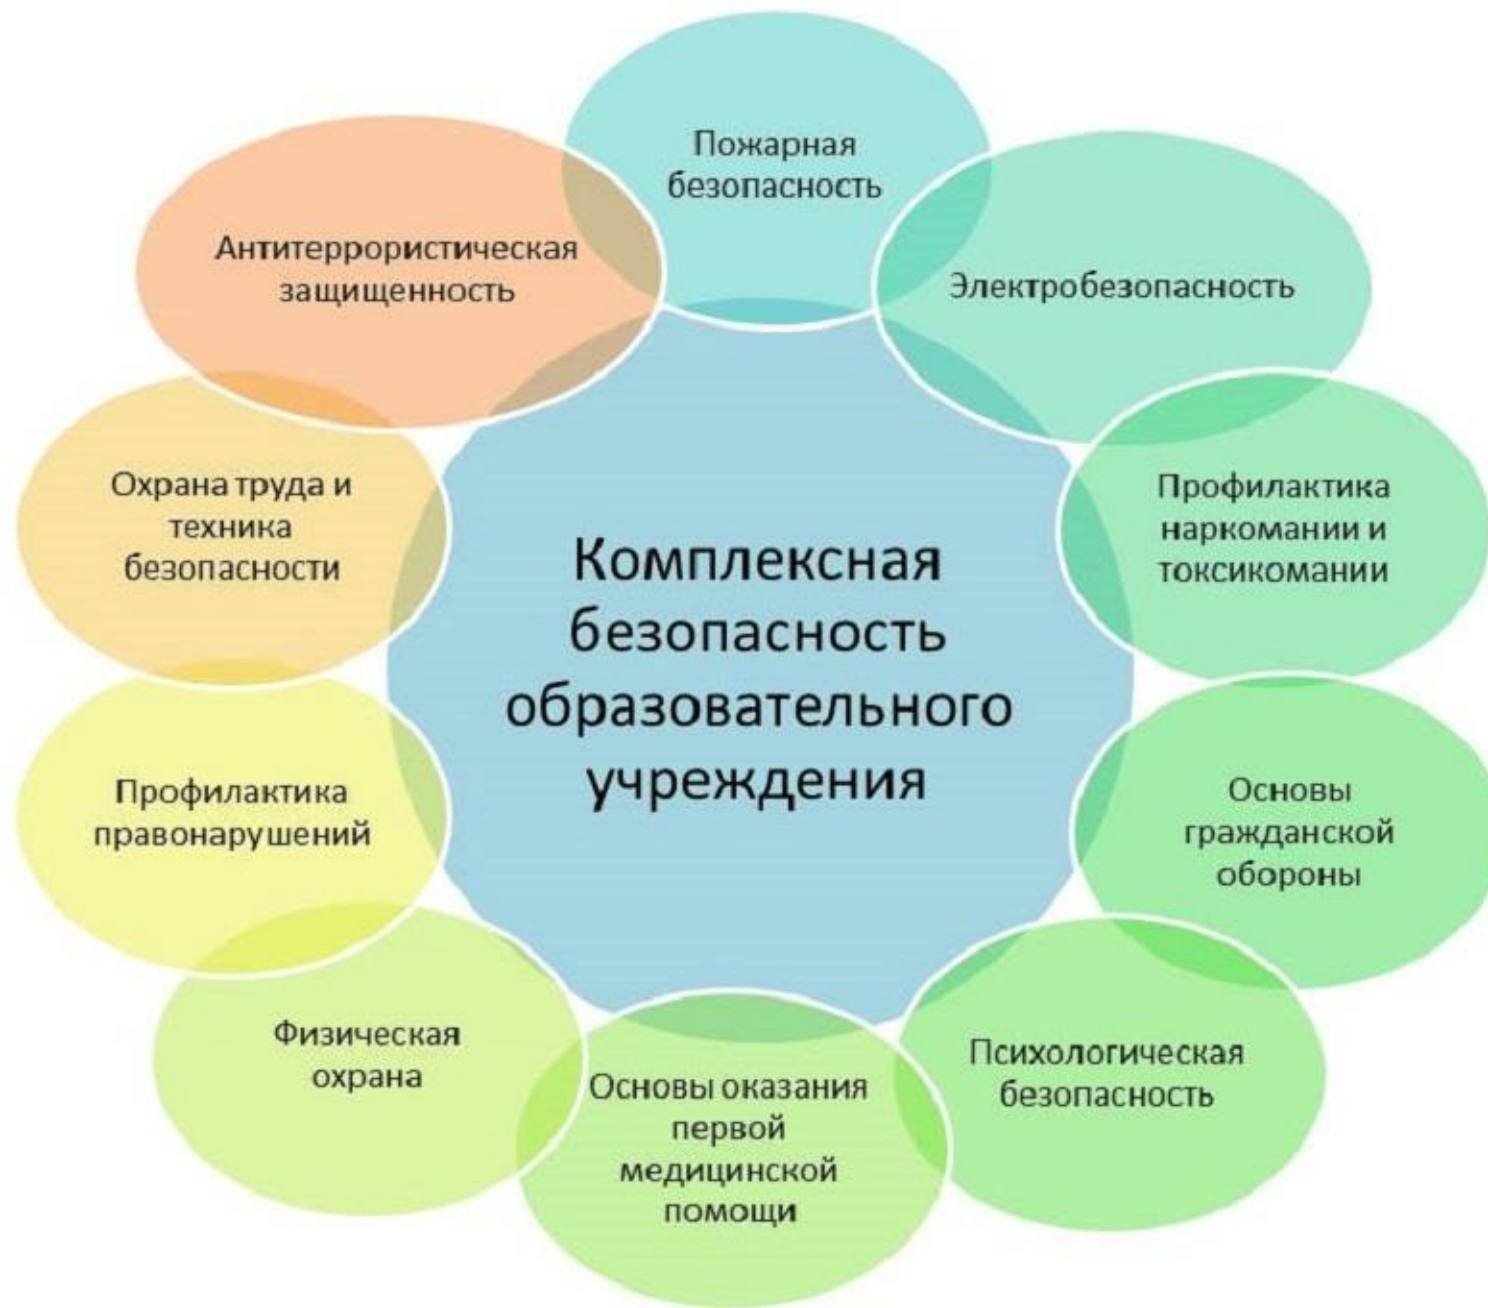 Пожарная
безопасность
Электробезопасность
Профилактика
наркомании и
токсикомании
Основы
гражданской
обороны
Психологическая
безопасность
Основы оказания
первой
медицинской
помощи
Физическая
охрана
Профилактика
правонарушений
Охрана труда и
техника
безопасности
Антитеррористическая
защищенность
Комплексная
безопасность
образовательного
учреждения